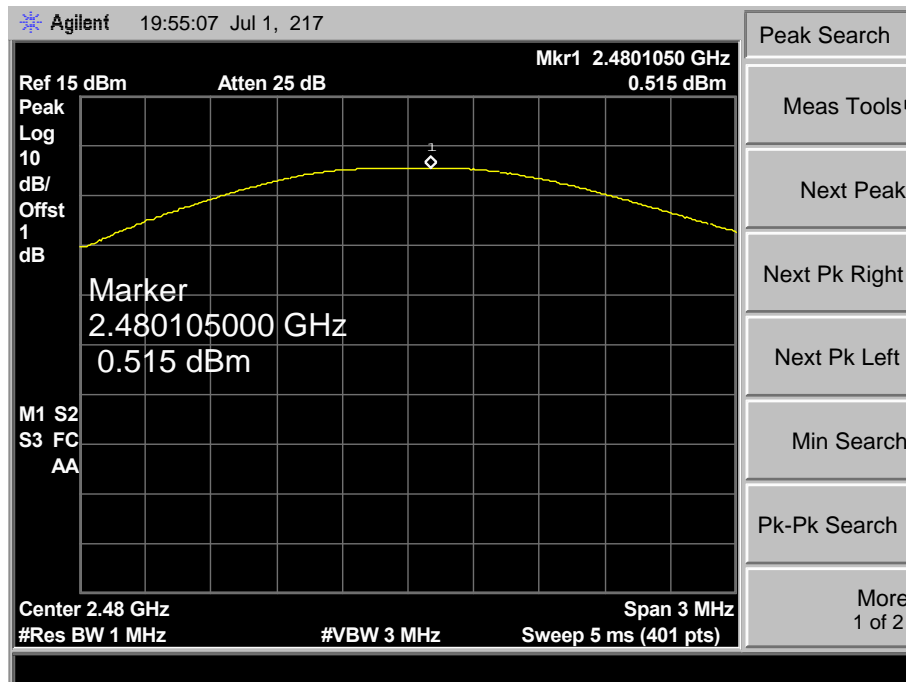 Agilent 19:55:07 Jul 1, 217
Mkr1 2.4801050 GHz
Ref 15 dBm Atten 25 dB 0.515 dBm
Peak
Log
10
dB/
Offst
1
dB
1
Marker
2.480105000 GHz
0.515 dBm
M1 S2
S3 FC
AA
Center 2.48 GHz Span 3 MHz
#Res BW 1 MHz #VBW 3 MHz Sweep 5 ms (401 pts)
Peak Search
Meas Tools
Next Peak
Next Pk Right
Next Pk Left
Min Search
Pk-Pk Search
More
1 of 2